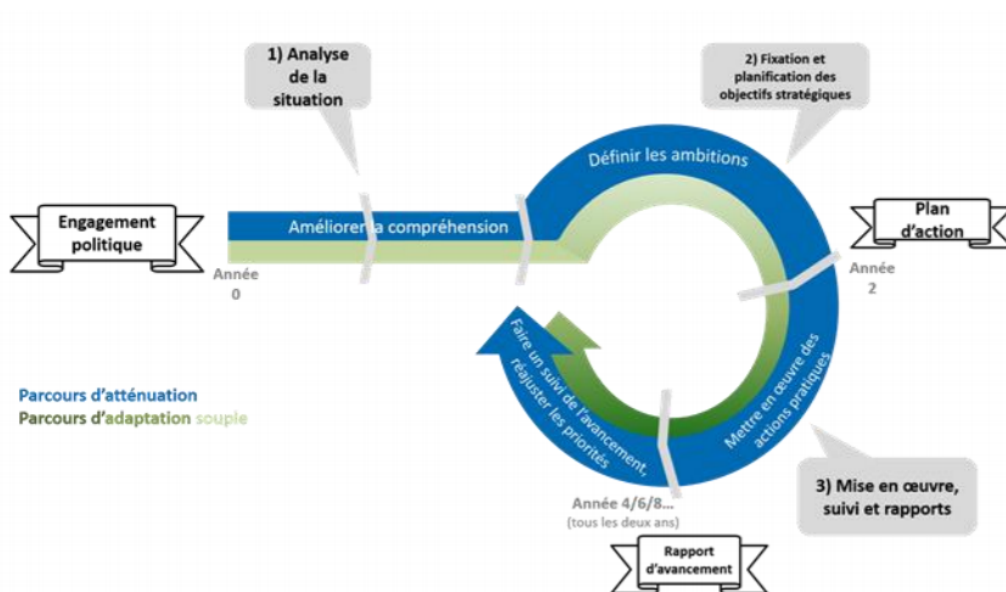 1) Analyse
de la
situation
2) Fixation et
planification des
objectifs stratégiques
Définir les ambitions
Engagement
politique
Améliorer la compréhension
Plan
d'action
Année
0
Année
2
Faire un suivi de l'avancement,
réajuster les priorités
Mettre en œuvre des
actions pratiques
Parcours d'atténuation
Parcours d'adaptation souple
3) Mise en œuvre,
suivi et rapports
Année 4/6/8...
(tous les deux ans)
Rapport
d'avancement